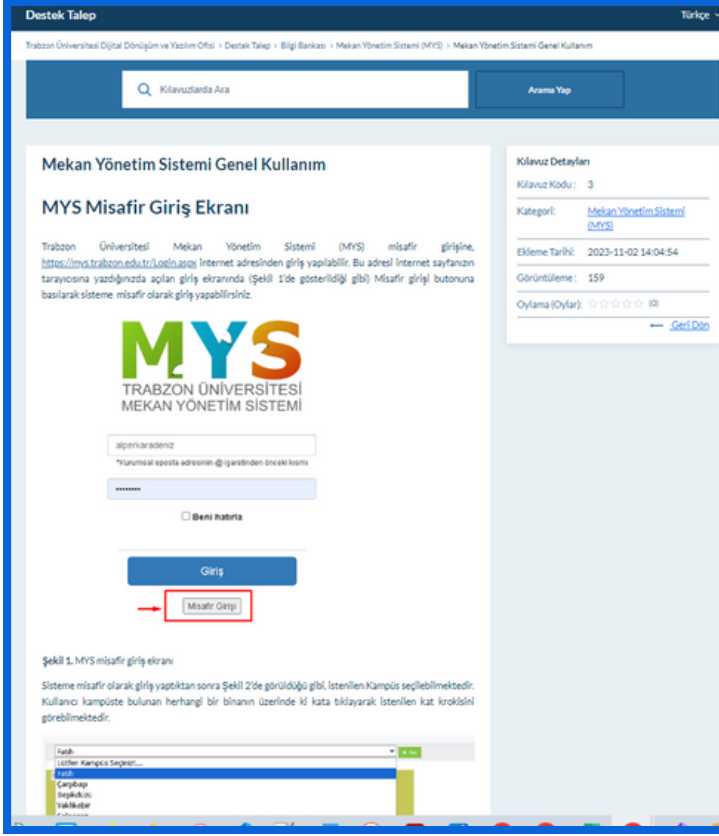 Destek Talep
Türkçe
Trabzon Üniversitesi Dijital Dönüşüm ve Yazılım Ofisi > Destek Talep > Bilgi Bankası > Mekan Yönetim Sistemi (MYS) > Mekan Yönetim Sistemi Genel Kullanım
Kılavuzlarda Ara
Arama Yap
Mekan Yönetim Sistemi Genel Kullanım
MYS Misafir Giriş Ekranı
Trabzon Üniversitesi Mekan Yönetim Sistemi (MYS) misafir girişine,
https://mys.trabzon.edu.tr/Login.aspx internet adresinden giriş yapılabilir. Bu adresi internet sayfanızın
tarayıcısına yazdığınızda açılan giriş ekranında (Şekil 1'de gösterildiği gibi) Misafir girişi butonuna
basılarak sisteme misafir olarak giriş yapabilirsiniz.
MYS
TRABZON ÜNİVERSİTESİ
MEKAN YÖNETİM SİSTEMİ
alperkaradeniz
*Kurumsal eposta adresinin @ işaretinden önceki kısmı
••••••••
Beni hatırla
Giriş
Misafir Girişi
Şekil 1. MYS misafir giriş ekranı
Sisteme misafir olarak giriş yaptıktan sonra Şekil 2'de görüldüğü gibi, istenilen Kampüs seçilebilmektedir.
Kullanıcı kampüste bulunan herhangi bir binanın üzerinde ki kata tıklayarak istenilen kat krokisini
görebilmektedir.
Fatih
Lütfen Kampüs Seçiniz!...
Fatih
Çarşıbaşı
Beşikdüzü
Vakfıkebir
Kılavuz Detayları
Kılavuz Kodu : 3
Kategori: Mekan Yönetim Sistemi
(MYS)
Ekleme Tarihi: 2023-11-02 14:04:54
Görüntüleme : 159
Oylama (Oylar): (0)
Geri Dön